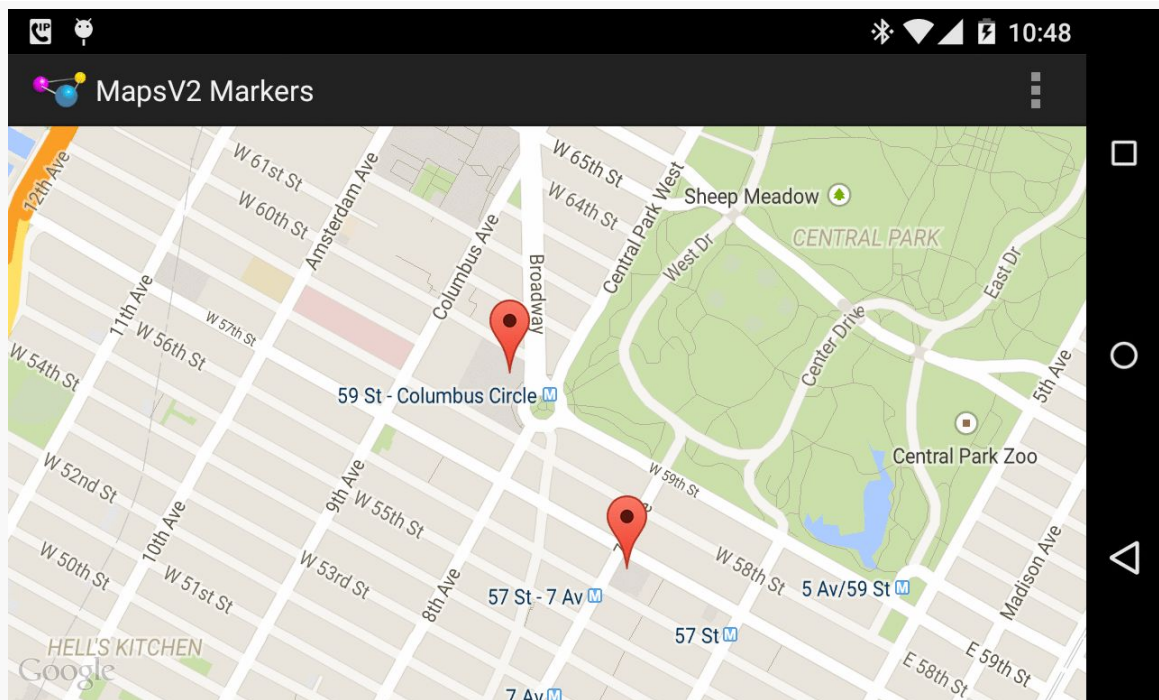 IP
10:48
MapsV2 Markers
W 61st St
W 60th St
12th Ave
Amsterdam Ave
W 65th St
W 64th St
Central Park West
Sheep Meadow
CENTRAL PARK
West Dr
East Dr
Columbus Ave
Broadway
11th Ave
W 57th St
W 56th St
W 54th St
Center Drive
5th Ave
59 St - Columbus Circle M
Central Park Zoo
W 59th St
W 52nd St
9th Ave
W 55th St
10th Ave
W 50th St
W 51st St
W 53rd St
8th Ave
W 58th St
57 St - 7 Av M
5 Av/59 St M
Madison Ave
57 St M
HELL'S KITCHEN
Google
E 59th St
E 58th St
7 Av M